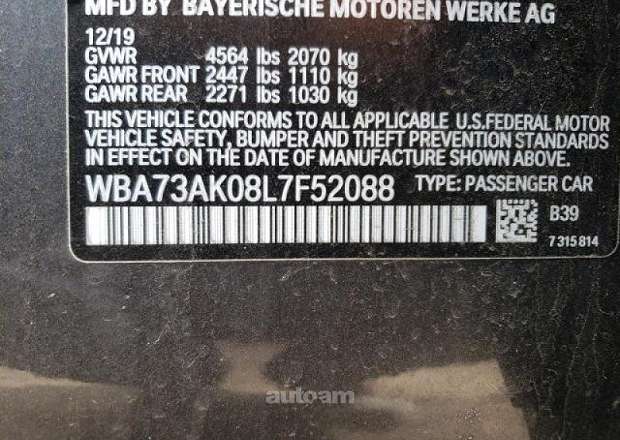 MFD BY BAYERISCHE MOTOREN WERKE AG
12/19
GVWR 4564 lbs 2070 kg
GAWR FRONT 2447 lbs 1110 kg
GAWR REAR 2271 lbs 1030 kg
THIS VEHICLE CONFORMS TO ALL APPLICABLE U.S.FEDERAL MOTOR
VEHICLE SAFETY, BUMPER AND THEFT PREVENTION STANDARDS
IN EFFECT ON THE DATE OF MANUFACTURE SHOWN ABOVE.
WBA73AK08L7F52088 TYPE: PASSENGER CAR
B39
7 315 814
autoam